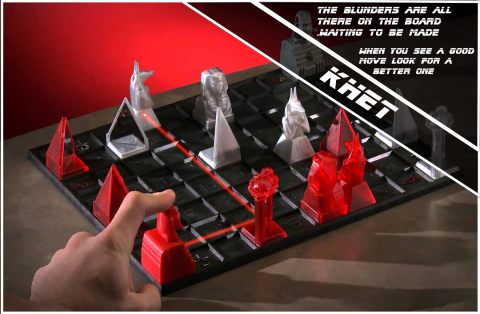 THE BLUNDERS ARE ALL
THERE ON THE BOARD
.WAITING TO BE MADE
WHEN YOU SEE A GOOD
MOVE LOOK FOR A
BETTER ONE
KHET